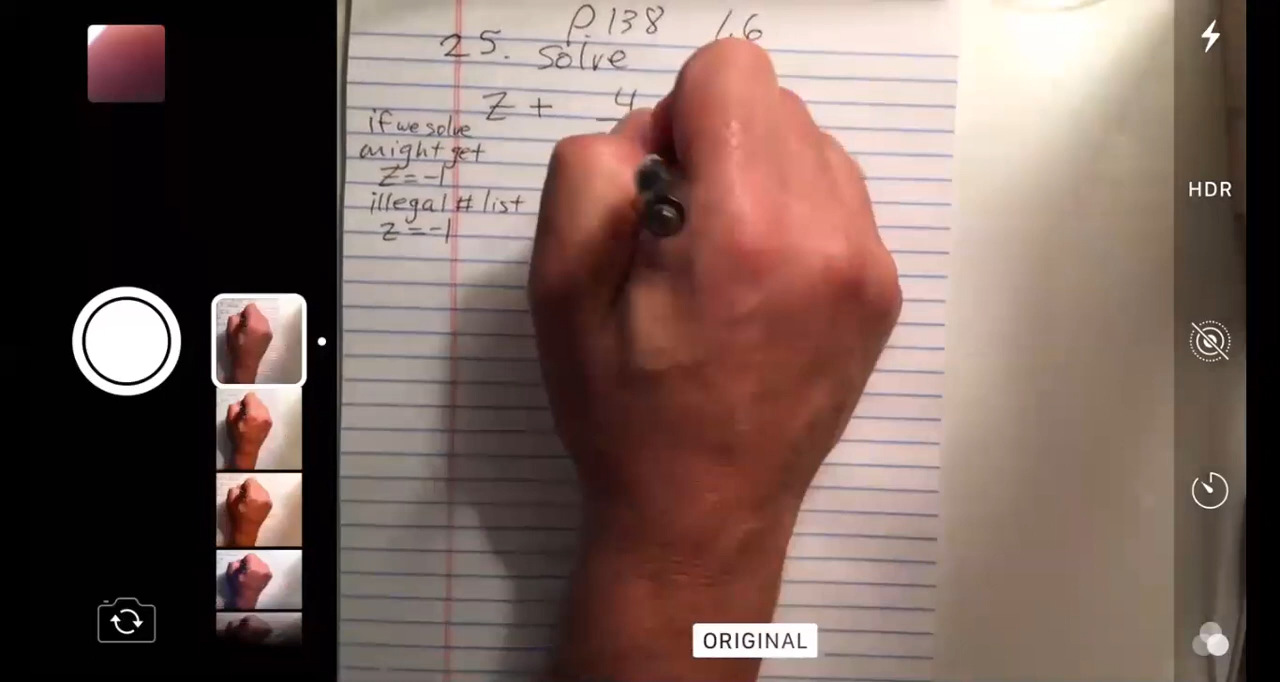 p.138 1.6
25. Solve
z + 4
if we solve
might get
z=-1
illegal # list
z=-1
HDR
ORIGINAL